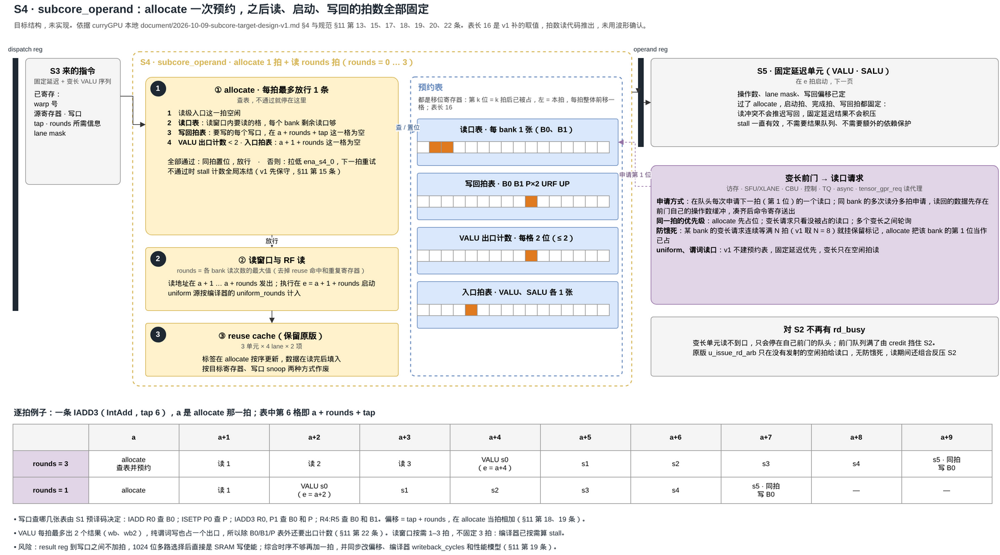 S4 · subcore_operand：allocate 一次预约，之后读、启动、写回的拍数全部固定
目标结构，未实现。依据 curryGPU 本地 document/2026-10-09-subcore-target-design-v1.md §4 与规范 §11 第 13、15、17、18、19、20、22 条。表长 16 是 v1 补的取值，拍数读代码推出，未用波形确认。
dispatch reg
S3 来的指令
固定延迟 + 变长 VALU 序列
已寄存：
warp 号
源寄存器 · 写口
tap · rounds 所需信息
lane mask
S4 · subcore_operand · allocate 1 拍 + 读 rounds 拍（rounds = 0 … 3）
1
① allocate · 每拍最多放行 1 条
查表，不通过就停在这里
1 读级入口这一拍空闲
2 读口表：读窗口内要读的格，每个 bank 剩余读口够
3 写回拍表：要写的每个写口，在 a + rounds + tap 这一格为空
4 VALU 出口计数 < 2 · 入口拍表：a + 1 + rounds 这一格为空
全部通过：同拍置位，放行 · 否则：拉低 ena_s4_0，下一拍重试
不通过时 stall 计数全局冻结（v1 先保守，§11 第 15 条）
放行
2
② 读窗口与 RF 读
rounds = 各 bank 读次数的最大值（去掉 reuse 命中和重复寄存器）
读地址在 a + 1 … a + rounds 发出；执行在 e = a + 1 + rounds 启动
uniform 源按编译器的 uniform_rounds 计入
3
③ reuse cache（保留原版）
3 单元 × 4 lane × 2 项
标签在 allocate 按序更新，数据在读完后填入
按目标寄存器、写口 snoop 两种方式作废
查 / 置位
预约表
都是移位寄存器：第 k 位 = k 拍后已被占，左 = 本拍，每拍整体前移一
格；表长 16
读口表 · 每 bank 1 张（B0、B1）
写回拍表 · B0 B1 P×2 URF UP
VALU 出口计数 · 每格 2 位（≤ 2）
入口拍表 · VALU、SALU 各 1 张
operand reg
S5 · 固定延迟单元（VALU · SALU）
在 e 拍启动，下一页
操作数、lane mask、写回偏移已定
过了 allocate，启动拍、完成拍、写回拍都固定：
读冲突不会推迟写回，固定延迟结果不会积压
stall 一直有效，不需要结果队列、不需要额外的依赖保护
申请第 1 位
变长前门 → 读口请求
访存 · SFU/XLANE · CBU · 控制 · TQ · async · tensor_gpr_req 读代理
申请方式：在队头每次申请下一拍（第 1 位）的一个读口；同 bank 的多次读分多拍申请，读回的数据先存在
前门自己的操作数缓冲，凑齐后命令寄存送出
同一拍的优先级：allocate 先占位；变长请求只看没被占的读口；多个变长之间轮询
防饿死：某 bank 的变长请求连续等满 N 拍（v1 取 N = 8）就挂保留标记，allocate 把该 bank 的第 1 位当作
已占
uniform、谓词读口：v1 不建预约表，固定延迟优先，变长只在空闲拍读
对 S2 不再有 rd_busy
变长单元读不到口，只会停在自己前门的队头；前门队列满了由 credit 挡住 S2。
原版 u_issue_rd_arb 只在没有发射的空闲拍给读口，无防饿死，读期间还组合反压 S2
逐拍例子：一条 IADD3（IntAdd，tap 6），a 是 allocate 那一拍；表中第 6 格即 a + rounds + tap
a a+1 a+2 a+3 a+4 a+5 a+6 a+7 a+8 a+9
rounds = 3 allocate 查表并预约 读 1 读 2 读 3 VALU s0（e = a+4） s1 s2 s3 s4 s5 · 同拍 写 B0
rounds = 1 allocate 读 1 VALU s0（e = a+2） s1 s2 s3 s4 s5 · 同拍 写 B0 — —
• 写口查哪几张表由 S1 预译码决定：IADD R0 查 B0；ISETP P0 查 P；IADD3 R0, P1 查 B0 和 P；R4:R5 查 B0 和 B1。偏移 = tap + rounds，在 allocate 当拍相加（§11 第 18、19 条）。
• VALU 每拍最多出 2 个结果（wb、wb2），纯谓词写也占一个出口，所以除 B0/B1/P 表外还要出口计数（§11 第 22 条）。读窗口按需 1–3 拍，不固定 3 拍：编译器已按需算 stall。
• 风险：result reg 到写口之间不加拍，1024 位多路选择后直接是 SRAM 写使能；综合时序不够再加一拍，并同步改偏移、编译器 writeback_cycles 和性能模型（§11 第 19 条）。